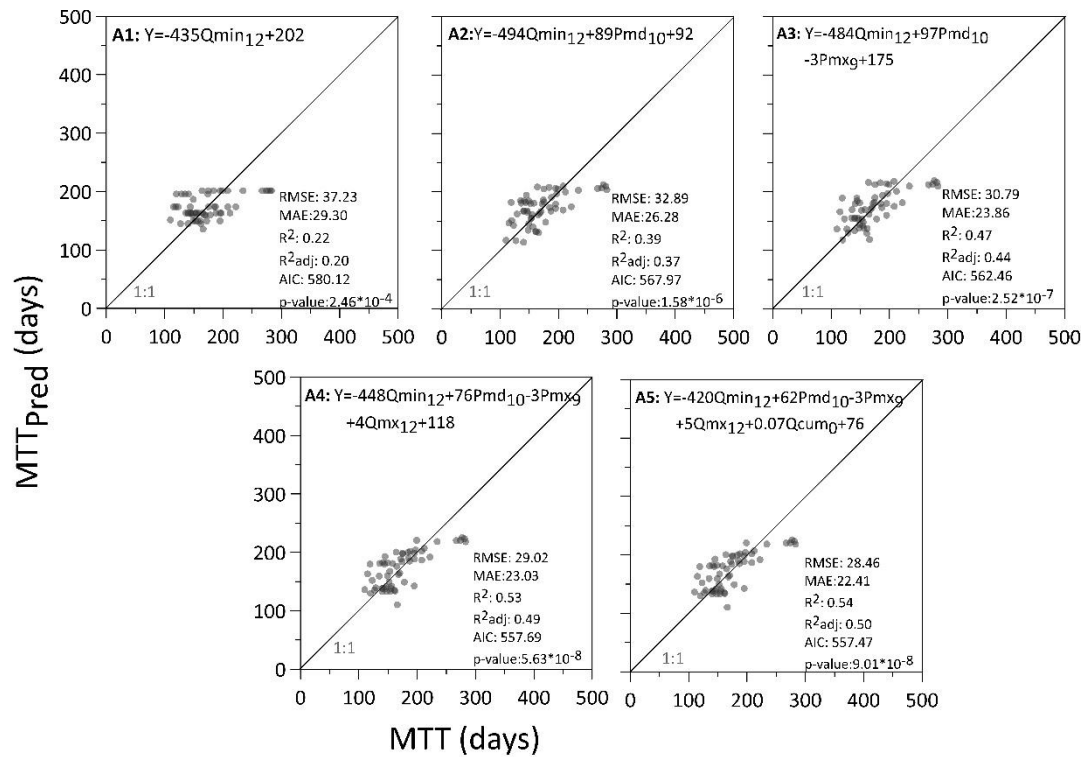 MTTPred (days)
500
400
300
200
100
0
A1: Y=-435Qmin12+202
RMSE: 37.23
MAE:29.30
R2: 0.22
R2adj: 0.20
AIC: 580.12
p-value:2.46*10-4
1:1
0 100 200 300 400 500
A2:Y=-494Qmin12+89Pmd10+92
RMSE: 32.89
MAE: 26.28
R2: 0.39
R2adj: 0.37
AIC: 567.97
p-value:1.58*10-6
1:1
0 100 200 300 400 500
A3: Y=-484Qmin12+97Pmd10
-3Pmx9+175
RMSE: 30.79
MAE:23.86
R2: 0.47
R2adj: 0.44
AIC: 562.46
p-value:2.52*10-7
1:1
0 100 200 300 400 500
500
400
300
200
100
0
A4: Y=-448Qmin12+76Pmd10-3Pmx9
+4Qmx12+118
RMSE: 29.02
MAE:23.03
R2: 0.53
R2adj: 0.49
AIC: 557.69
p-value:5.63*10-8
1:1
0 100 200 300 400 500
A5: Y=-420Qmin12+62Pmd10-3Pmx9
+5Qmx12+0.07Qcum0+76
RMSE: 28.46
MAE: 22.41
R2: 0.54
R2adj: 0.50
AIC: 557.47
p-value:9.01*10-8
1:1
0 100 200 300 400 500
MTT (days)